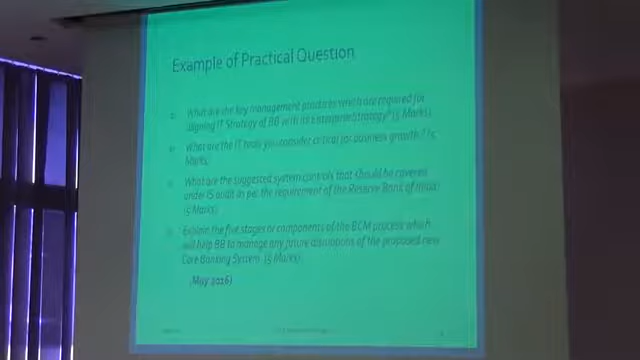 Example of Practical Question
What are the key management practices which are required for
aligning IT Strategy of BB with its Enterprise Strategy? (5 Marks)
What are the IT tools you consider critical for business growth? (5
Marks)
What are the suggested system controls that should be covered
under IS audit as per the requirement of the Reserve Bank of India?
(5 Marks)
Explain the five stages or components of the BCM process which
will help BB to manage any future disruptions of the proposed new
Core Banking System. (5 Marks)
(May 2016)